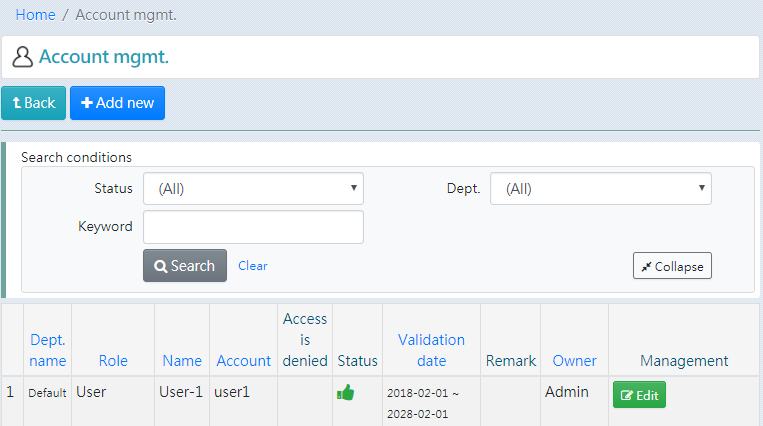 Home / Account mgmt.
Account mgmt.
Back Add new
Search conditions
Status (All) Dept. (All)
Keyword
Search Clear Collapse
Dept. name Role Name Account Access is denied Status Validation date Remark Owner Management
1 Default User User-1 user1 2018-02-01 ~ 2028-02-01 Admin Edit